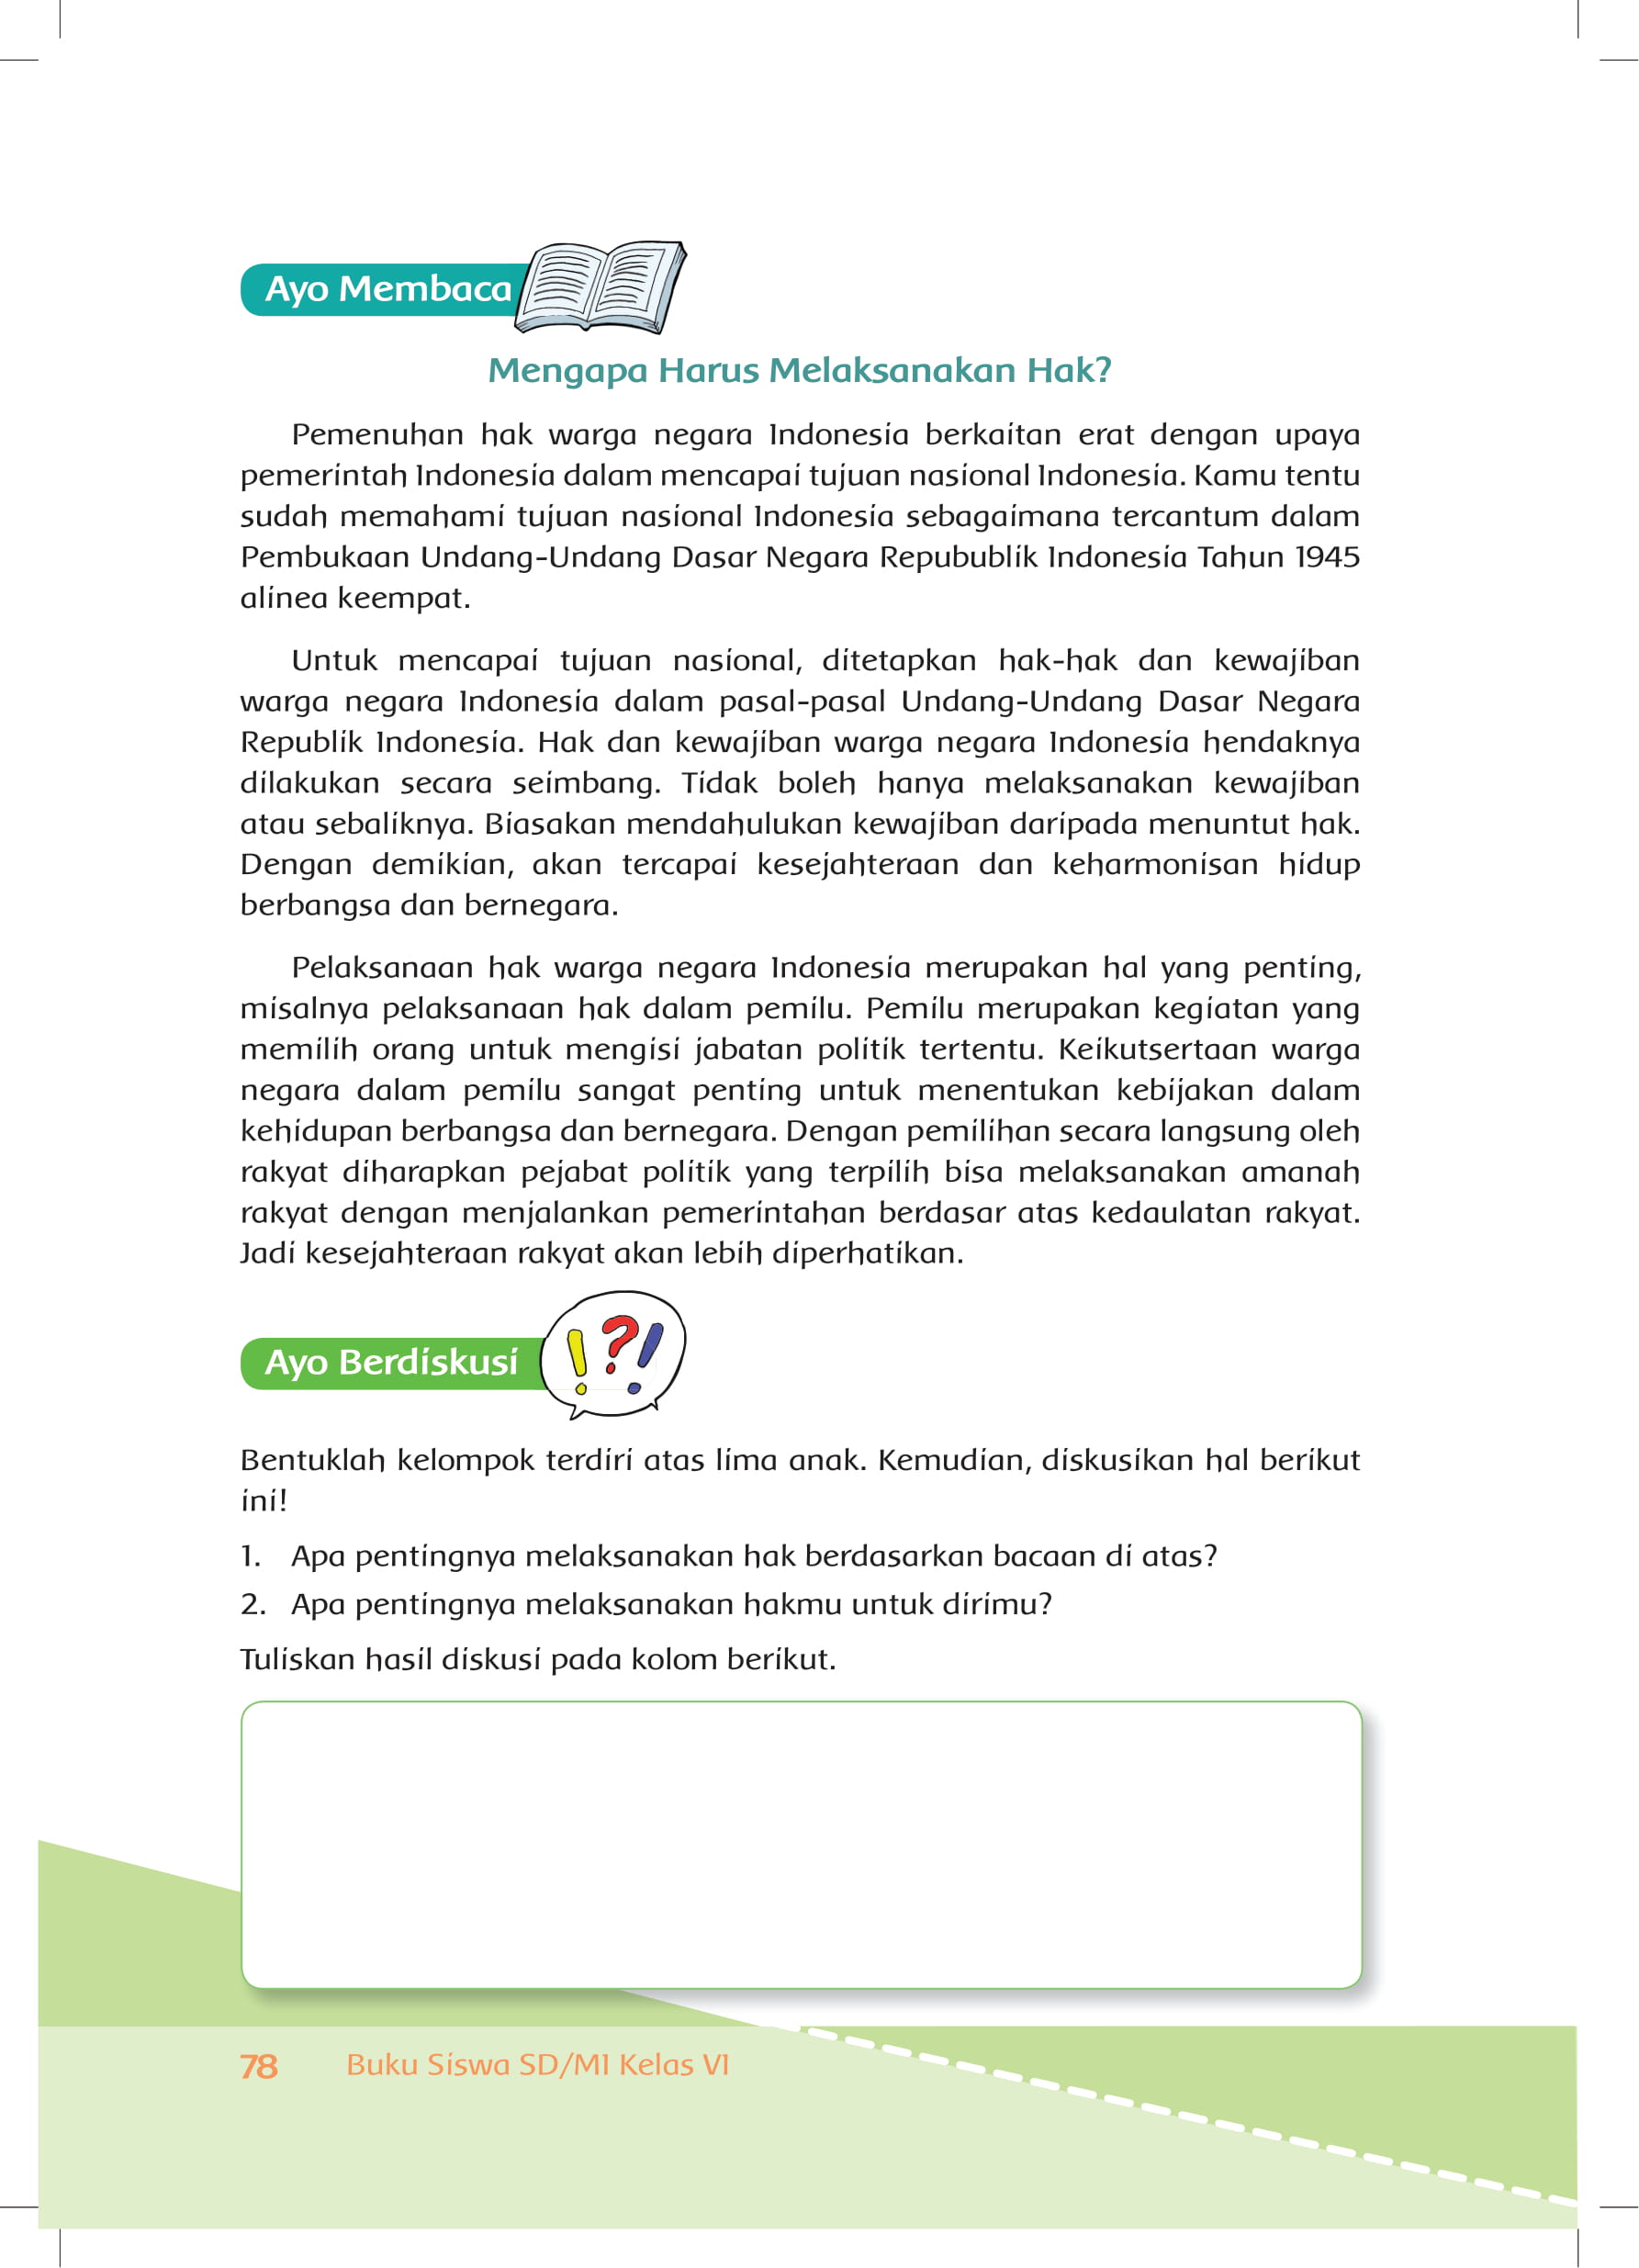 Ayo Membaca
Mengapa Harus Melaksanakan Hak?
Pemenuhan hak warga negara Indonesia berkaitan erat dengan upaya
pemerintah Indonesia dalam mencapai tujuan nasional Indonesia. Kamu tentu
sudah memahami tujuan nasional Indonesia sebagaimana tercantum dalam
Pembukaan Undang-Undang Dasar Negara Repubublik Indonesia Tahun 1945
alinea keempat.
Untuk mencapai tujuan nasional, ditetapkan hak-hak dan kewajiban
warga negara Indonesia dalam pasal-pasal Undang-Undang Dasar Negara
Republik Indonesia. Hak dan kewajiban warga negara Indonesia hendaknya
dilakukan secara seimbang. Tidak boleh hanya melaksanakan kewajiban
atau sebaliknya. Biasakan mendahulukan kewajiban daripada menuntut hak.
Dengan demikian, akan tercapai kesejahteraan dan keharmonisan hidup
berbangsa dan bernegara.
Pelaksanaan hak warga negara Indonesia merupakan hal yang penting,
misalnya pelaksanaan hak dalam pemilu. Pemilu merupakan kegiatan yang
memilih orang untuk mengisi jabatan politik tertentu. Keikutsertaan warga
negara dalam pemilu sangat penting untuk menentukan kebijakan dalam
kehidupan berbangsa dan bernegara. Dengan pemilihan secara langsung oleh
rakyat diharapkan pejabat politik yang terpilih bisa melaksanakan amanah
rakyat dengan menjalankan pemerintahan berdasar atas kedaulatan rakyat.
Jadi kesejahteraan rakyat akan lebih diperhatikan.
Ayo Berdiskusi
!?!
Bentuklah kelompok terdiri atas lima anak. Kemudian, diskusikan hal berikut
ini!
1. Apa pentingnya melaksanakan hak berdasarkan bacaan di atas?
2. Apa pentingnya melaksanakan hakmu untuk dirimu?
Tuliskan hasil diskusi pada kolom berikut.
78 Buku Siswa SD/MI Kelas VI